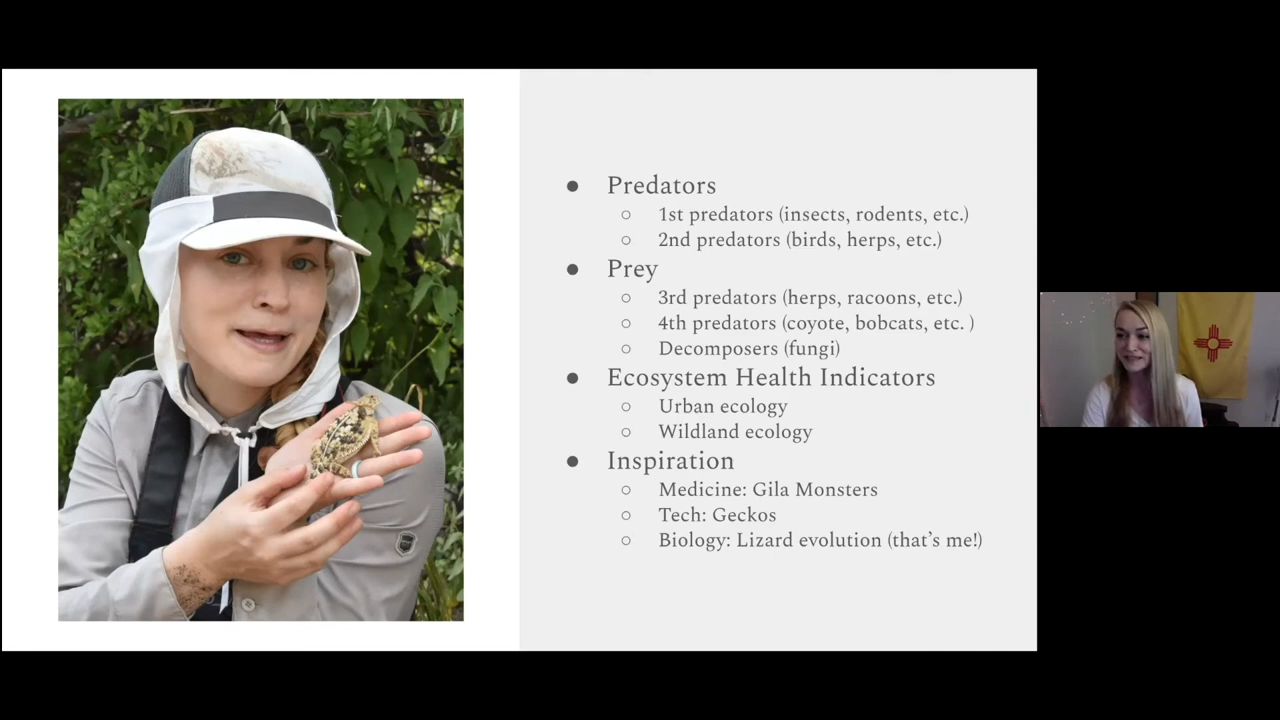 ● Predators
○ 1st predators (insects, rodents, etc.)
○ 2nd predators (birds, herps, etc.)
● Prey
○ 3rd predators (herps, racoons, etc.)
○ 4th predators (coyote, bobcats, etc. )
○ Decomposers (fungi)
● Ecosystem Health Indicators
○ Urban ecology
○ Wildland ecology
● Inspiration
○ Medicine: Gila Monsters
○ Tech: Geckos
○ Biology: Lizard evolution (that’s me!)